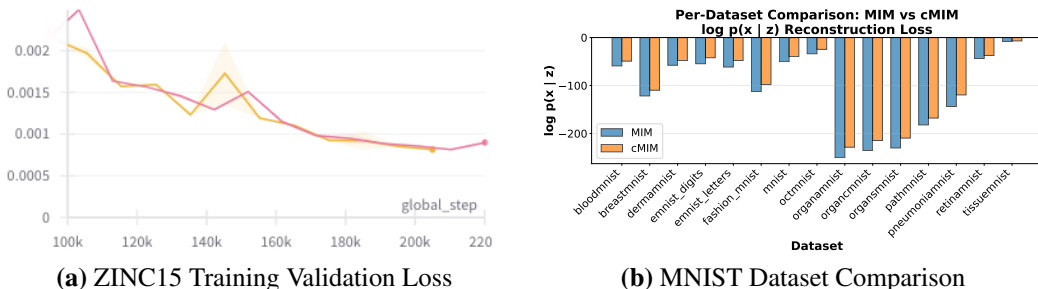 0.002
0.0015
0.001
0.0005
0
global_step
100k
120k
140k
160k
180k
200k
220
(a) ZINC15 Training Validation Loss
Per-Dataset Comparison: MIM vs cMIM
log p(x | z) Reconstruction Loss
log p(x | z)
0
−100
−200
MIM
cMIM
bloodmnist
breastmnist
dermamnist
emnist_digits
emnist_letters
fashion_mnist
mnist
octmnist
organamnist
organcmnist
organsmnist
pathmnist
pneumoniamnist
retinamnist
tissuemnist
Dataset
(b) MNIST Dataset Comparison